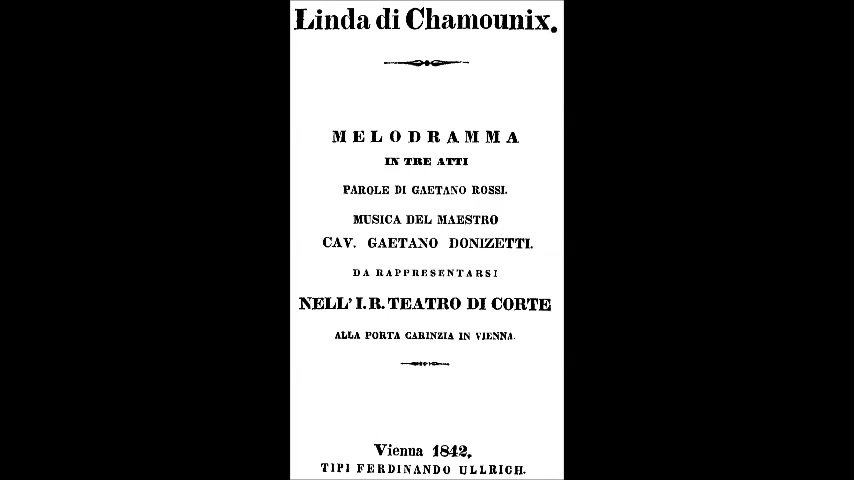 Linda di Chamounix.
MELODRAMMA
IN TRE ATTI
PAROLE DI GAETANO ROSSI.
MUSICA DEL MAESTRO
CAV. GAETANO DONIZETTI.
DA RAPPRESENTARSI
NELL' I. R. TEATRO DI CORTE
ALLA PORTA CARINZIA IN VIENNA.
Vienna 1842.
TIPI FERDINANDO ULLRICH.